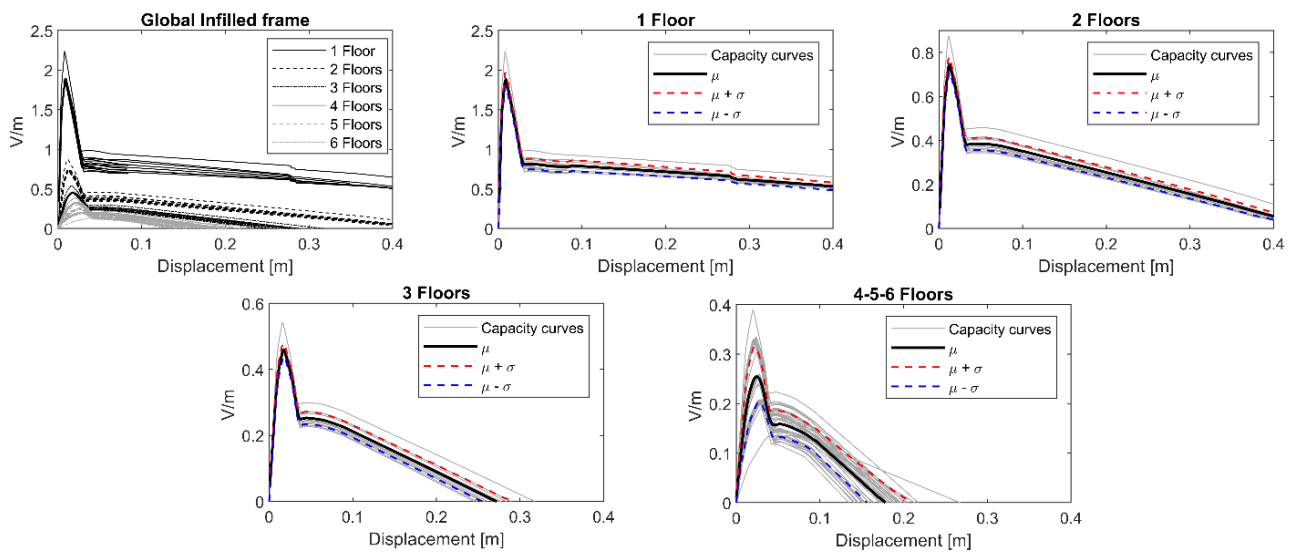 Global Infilled frame
2.5
2
1.5
1
0.5
0
V/m
1 Floor
2 Floors
3 Floors
4 Floors
5 Floors
6 Floors
0
0.1
0.2
0.3
0.4
Displacement [m]
1 Floor
2.5
2
1.5
1
0.5
0
V/m
Capacity curves
μ
μ + σ
μ - σ
0
0.1
0.2
0.3
0.4
Displacement [m]
2 Floors
0.8
0.6
0.4
0.2
0
V/m
Capacity curves
μ
μ + σ
μ - σ
0
0.1
0.2
0.3
0.4
Displacement [m]
3 Floors
0.6
0.4
0.2
0
V/m
Capacity curves
μ
μ + σ
μ - σ
0
0.1
0.2
0.3
0.4
Displacement [m]
4-5-6 Floors
0.4
0.3
0.2
0.1
0
V/m
Capacity curves
μ
μ + σ
μ - σ
0
0.1
0.2
0.3
0.4
Displacement [m]